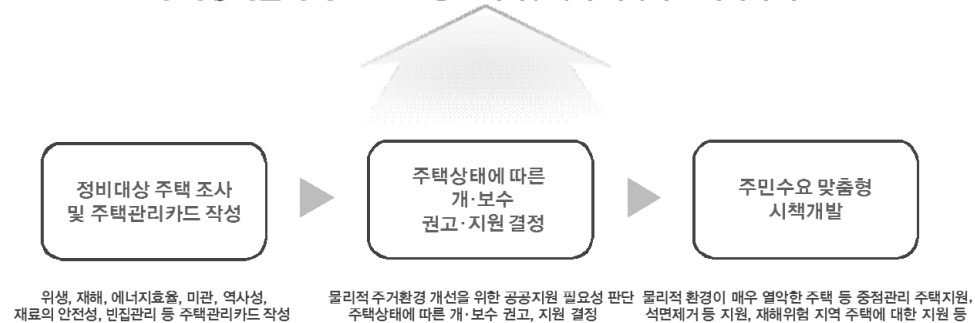 정비대상 주택 조사
및 주택관리카드 작성
주택상태에 따른
개·보수
권고·지원 결정
주민수요 맞춤형
시책개발
위생, 재해, 에너지효율, 미관, 역사성,
재료의 안전성, 빈집관리 등 주택관리카드 작성
물리적 주거환경 개선을 위한 공공지원 필요성 판단
주택상태에 따른 개·보수 권고, 지원 결정
물리적 환경이 매우 열악한 주택 등 중점관리 주택지원,
석면제거 등 지원, 재해위험 지역 주택에 대한 지원 등